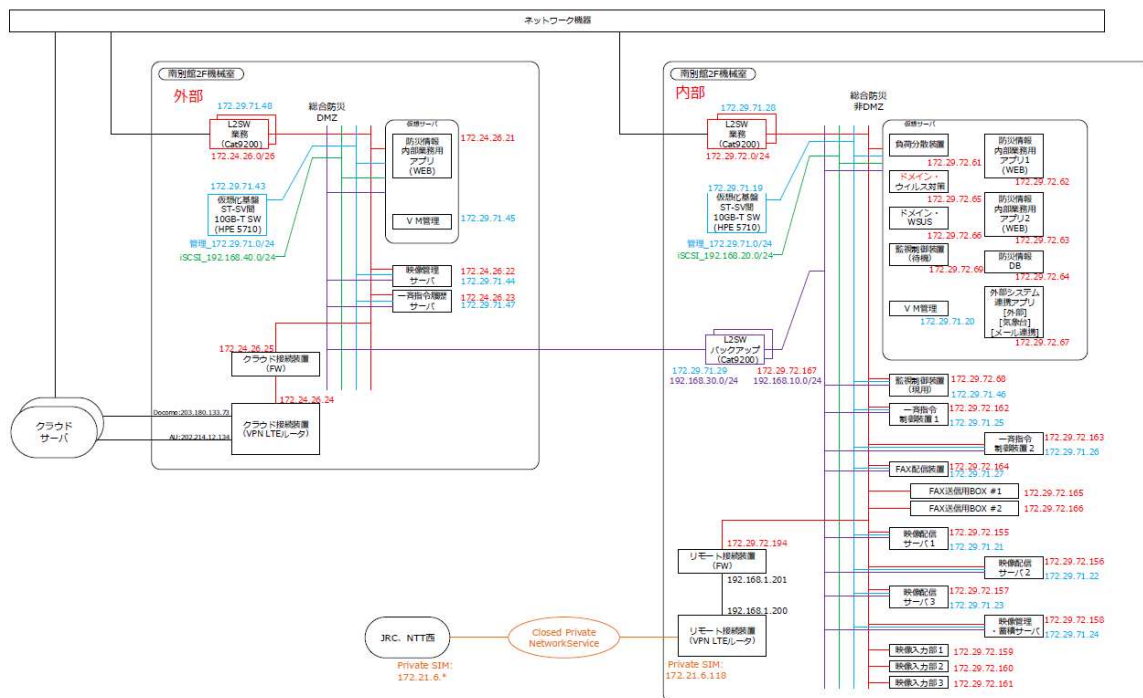 ネットワーク機器
南別館2F機械室
外部
172.29.71.48
L2SW
業務
(Cat9200)
172.24.26.0/26
総合防災
DMZ
仮想サーバ
防災情報
内部業務用
アプリ
(WEB)
172.24.26.21
172.29.71.43
仮想化基盤
ST-SV間
10GB-T SW
(HPE 5710)
管理_172.29.71.0/24
iSCSI_192.168.40.0/24
ＶＭ管理
172.29.71.45
映像管理
サーバ
172.24.26.22
172.29.71.44
一斉指令履歴
サーバ
172.24.26.23
172.29.71.47
172.24.26.25
クラウド接続装置
(FW)
172.24.26.24
クラウド接続装置
(VPN LTEルータ)
クラウド
サーバ
Docomo:203.180.133.73
AU:202.214.12.134
南別館2F機械室
内部
172.29.71.28
L2SW
業務
(Cat9200)
172.29.72.0/24
総合防災
非DMZ
172.29.71.19
仮想化基盤
ST-SV間
10GB-T SW
(HPE 5710)
管理_172.29.71.0/24
iSCSI_192.168.20.0/24
仮想サーバ
負荷分散装置
172.29.72.61
防災情報
内部業務用
アプリ1
(WEB)
172.29.72.62
ドメイン・
ウイルス対策
172.29.72.65
ドメイン・
WSUS
172.29.72.66
防災情報
内部業務用
アプリ2
(WEB)
172.29.72.63
監視制御装置
(待機)
172.29.72.69
防災情報
DB
172.29.72.64
ＶＭ管理
172.29.71.20
外部システム
連携アプリ
[外部]
[気象台]
[メール連携]
172.29.72.67
L2SW
バックアップ
(Cat9200)
172.29.71.29
192.168.30.0/24
172.29.72.167
192.168.10.0/24
監視制御装置
(現用)
172.29.72.68
172.29.71.46
一斉指令
制御装置１
172.29.72.162
172.29.71.25
一斉指令
制御装置２
172.29.72.163
172.29.71.26
FAX配信装置
172.29.72.164
172.29.71.27
FAX送信用BOX #1
172.29.72.165
FAX送信用BOX #2
172.29.72.166
映像配信
サーバ１
172.29.72.155
172.29.71.21
映像配信
サーバ２
172.29.72.156
172.29.71.22
映像配信
サーバ３
172.29.72.157
172.29.71.23
映像管理
・蓄積サーバ
172.29.72.158
172.29.71.24
映像入力部１
172.29.72.159
映像入力部２
172.29.72.160
映像入力部３
172.29.72.161
172.29.72.194
リモート接続装置
(FW)
192.168.1.201
192.168.1.200
リモート接続装置
(VPN LTEルータ)
Private SIM:
172.21.6.118
Closed Private
NetworkService
JRC、NTT西
Private SIM:
172.21.6.*